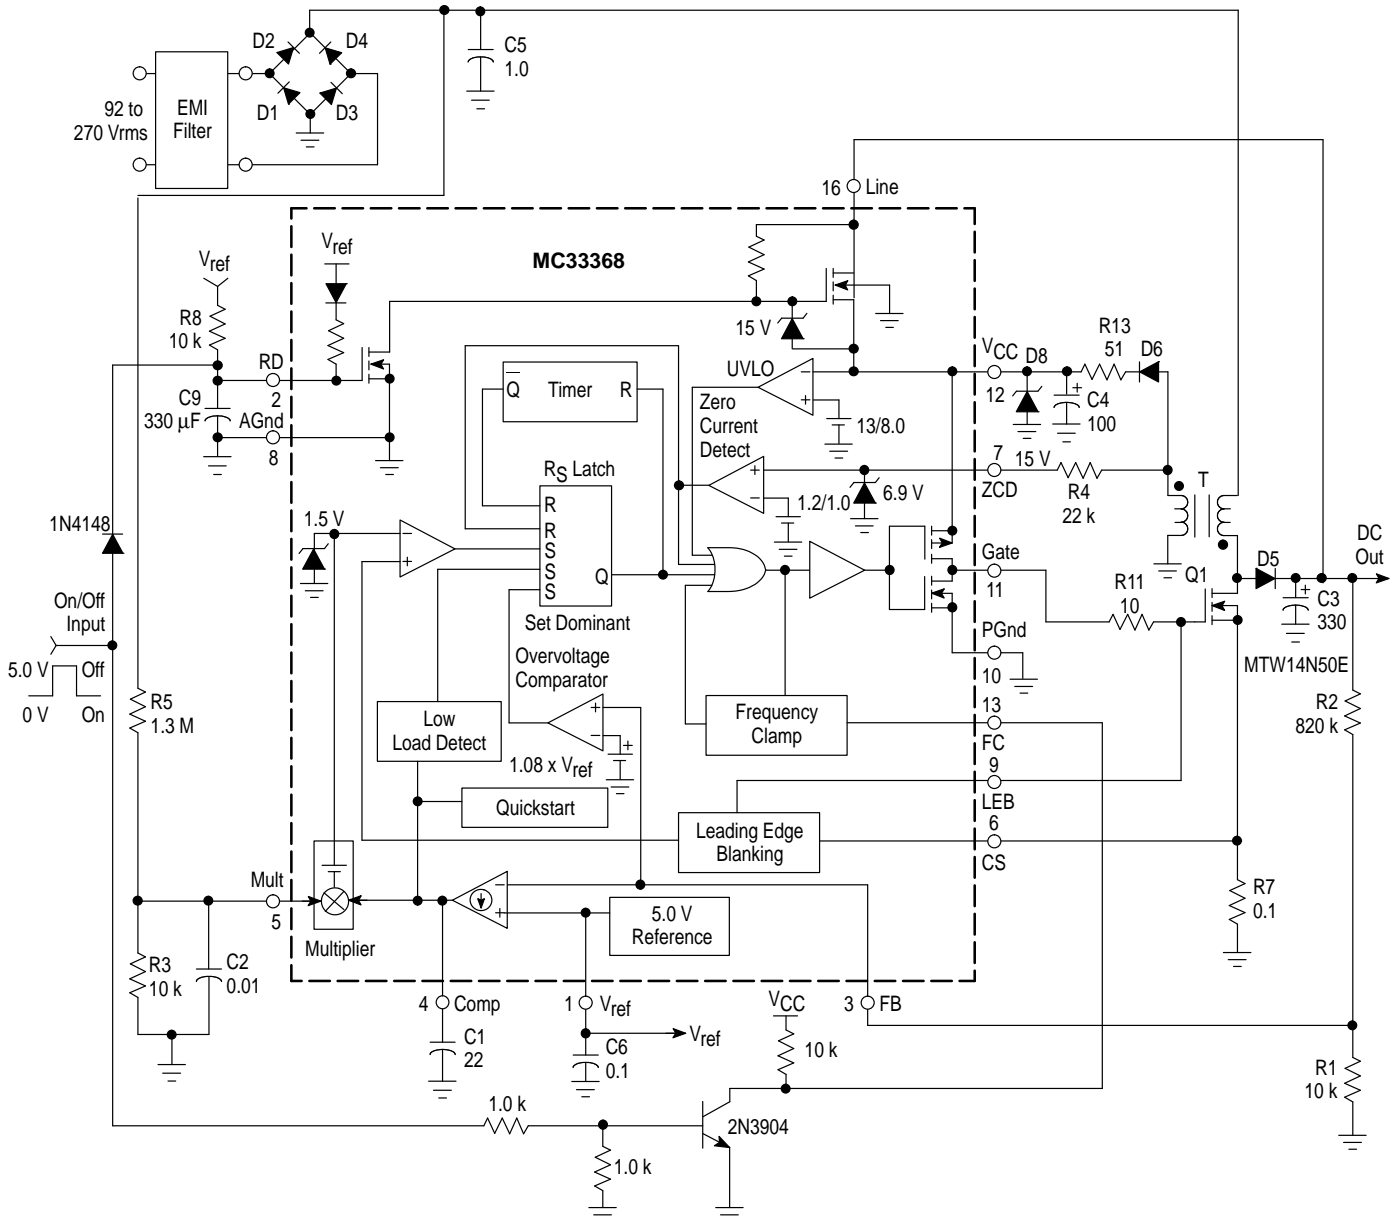 D2
D4
D1
D3
C5
1.0
92 to
270 Vrms
EMI
Filter
16
Line
MC33368
Vref
Vref
R8
10 k
RD
2
C9
330 µF
AGnd
8
15 V
UVLO
13/8.0
VCC
12
D8
R13
51
D6
C4
100
+
Q
Timer
R
Zero
Current
Detect
1.2/1.0
6.9 V
7
ZCD
15 V
R4
22 k
T
RS Latch
R
R
S
S
S
Q
Set Dominant
1N4148
1.5 V
Gate
11
R11
10
Q1
D5
DC
Out
C3
330
+
MTW14N50E
On/Off
Input
5.0 V
Off
0 V
On
PGnd
10
Overvoltage
Comparator
1.08 x Vref
R5
1.3 M
Low
Load Detect
Frequency
Clamp
13
FC
9
LEB
R2
820 k
Quickstart
Leading Edge
Blanking
6
CS
Mult
5
Multiplier
5.0 V
Reference
R7
0.1
R3
10 k
C2
0.01
4
Comp
1
Vref
3
FB
C1
22
Vref
C6
0.1
VCC
10 k
R1
10 k
1.0 k
2N3904
1.0 k